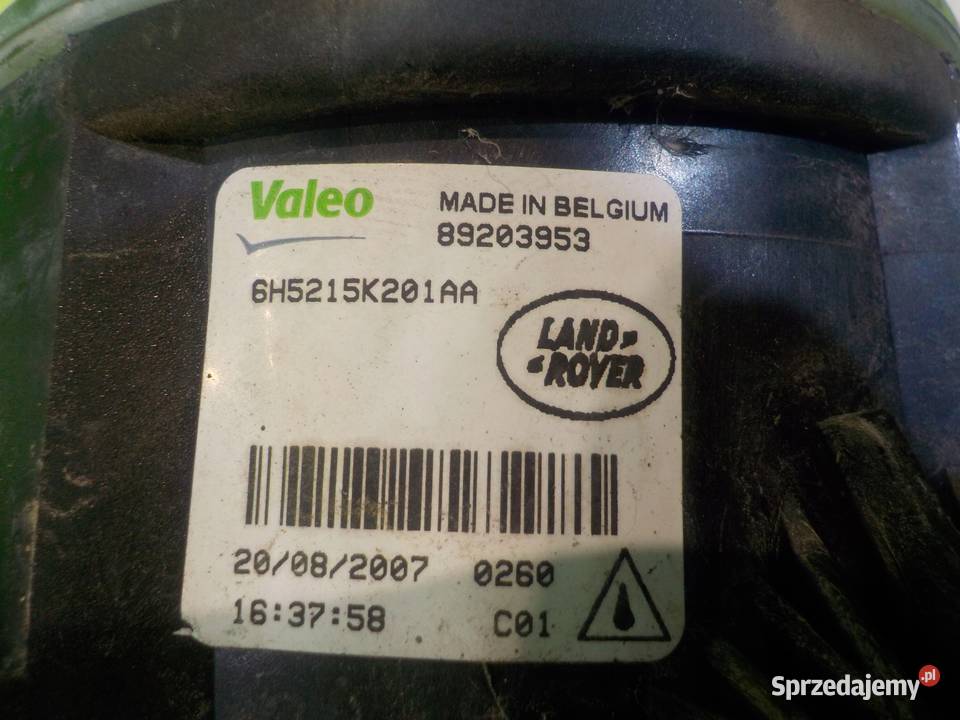 Valeo
MADE IN BELGIUM
89203953
6H5215K201AA
LAND
ROVER
20/08/2007 0260
16:37:58 C01
Sprzedajemy.pl